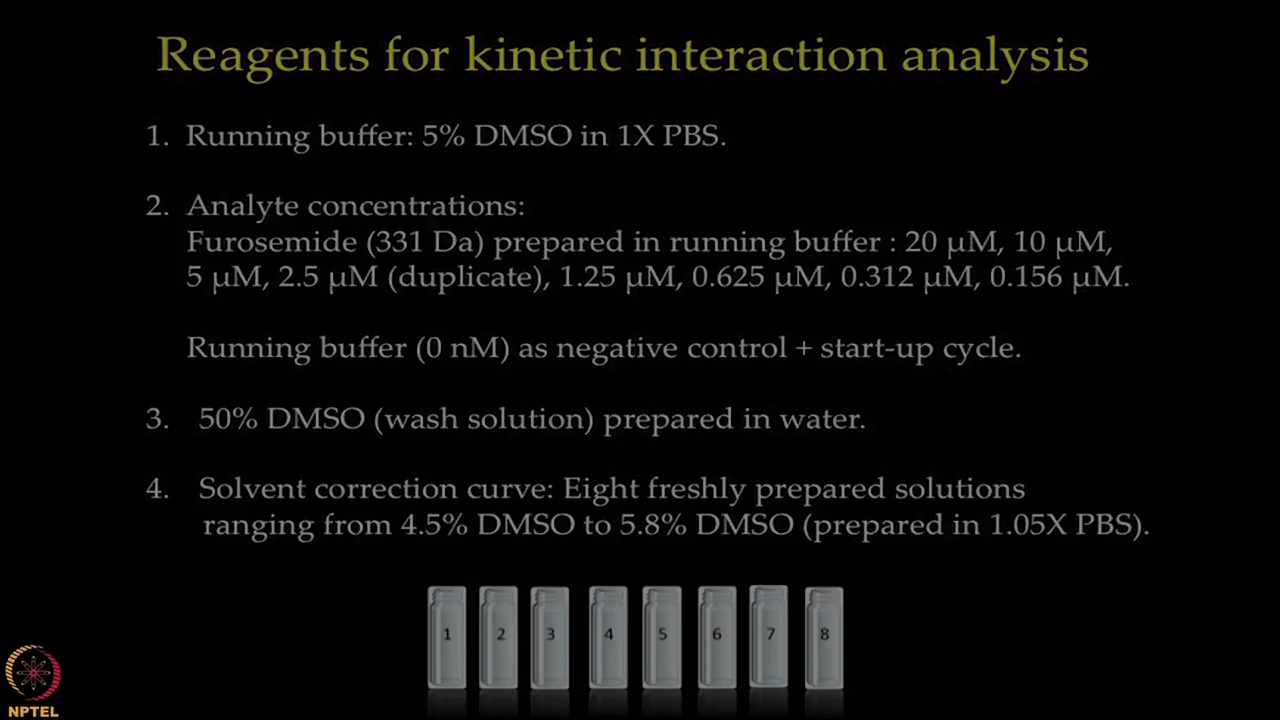 Reagents for kinetic interaction analysis
1. Running buffer: 5% DMSO in 1X PBS.
2. Analyte concentrations:
Furosemide (331 Da) prepared in running buffer : 20 µM, 10 µM,
5 µM, 2.5 µM (duplicate), 1.25 µM, 0.625 µM, 0.312 µM, 0.156 µM.
Running buffer (0 nM) as negative control + start-up cycle.
3. 50% DMSO (wash solution) prepared in water.
4. Solvent correction curve: Eight freshly prepared solutions
ranging from 4.5% DMSO to 5.8% DMSO (prepared in 1.05X PBS).
1 2 3 4 5 6 7 8
NPTEL